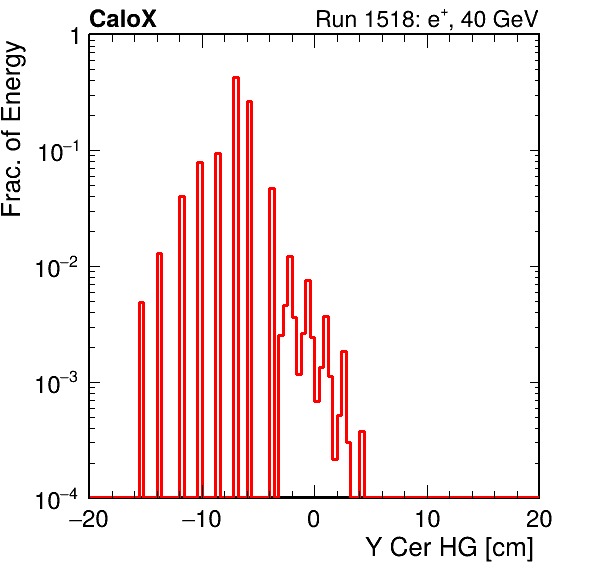 CaloX Run 1518: e⁺, 40 GeV
Frac. of Energy
1
10⁻¹
10⁻²
10⁻³
10⁻⁴
−20 −10 0 10 20
Y Cer HG [cm]